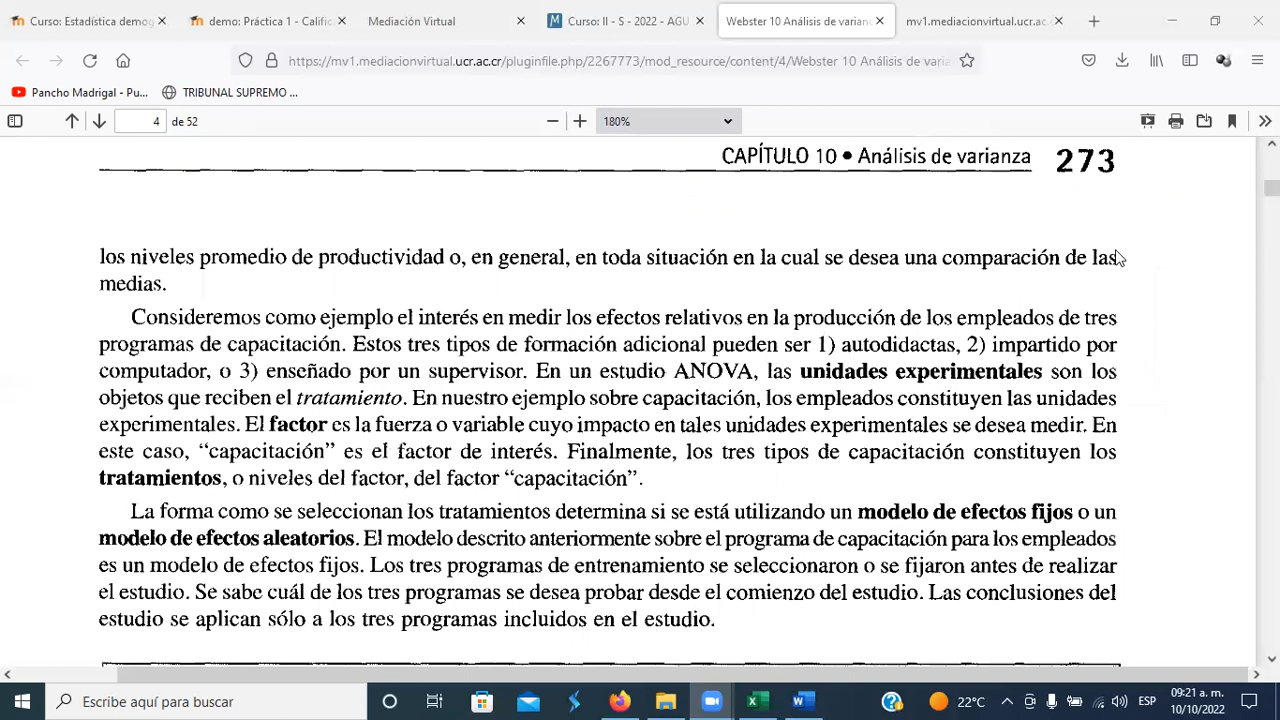 Curso: Estadística demog
demo: Práctica 1 - Calific
Mediación Virtual
Curso: II - S - 2022 - AGU
Webster 10 Análisis de varianz
mv1.mediacionvirtual.ucr.ac.
https://mv1.mediacionvirtual.ucr.ac.cr/pluginfile.php/2267773/mod_resource/content/4/Webster 10 Análisis de varia
Pancho Madrigal - Pu...
TRIBUNAL SUPREMO ...
4 de 52
180%
CAPÍTULO 10 • Análisis de varianza 273
los niveles promedio de productividad o, en general, en toda situación en la cual se desea una comparación de las
medias.
Consideremos como ejemplo el interés en medir los efectos relativos en la producción de los empleados de tres
programas de capacitación. Estos tres tipos de formación adicional pueden ser 1) autodidactas, 2) impartido por
computador, o 3) enseñado por un supervisor. En un estudio ANOVA, las unidades experimentales son los
objetos que reciben el tratamiento. En nuestro ejemplo sobre capacitación, los empleados constituyen las unidades
experimentales. El factor es la fuerza o variable cuyo impacto en tales unidades experimentales se desea medir. En
este caso, “capacitación” es el factor de interés. Finalmente, los tres tipos de capacitación constituyen los
tratamientos, o niveles del factor, del factor “capacitación”.
La forma como se seleccionan los tratamientos determina si se está utilizando un modelo de efectos fijos o un
modelo de efectos aleatorios. El modelo descrito anteriormente sobre el programa de capacitación para los empleados
es un modelo de efectos fijos. Los tres programas de entrenamiento se seleccionaron o se fijaron antes de realizar
el estudio. Se sabe cuál de los tres programas se desea probar desde el comienzo del estudio. Las conclusiones del
estudio se aplican sólo a los tres programas incluidos en el estudio.
Escribe aquí para buscar
22°C
ESP
09:21 a. m.
10/10/2022